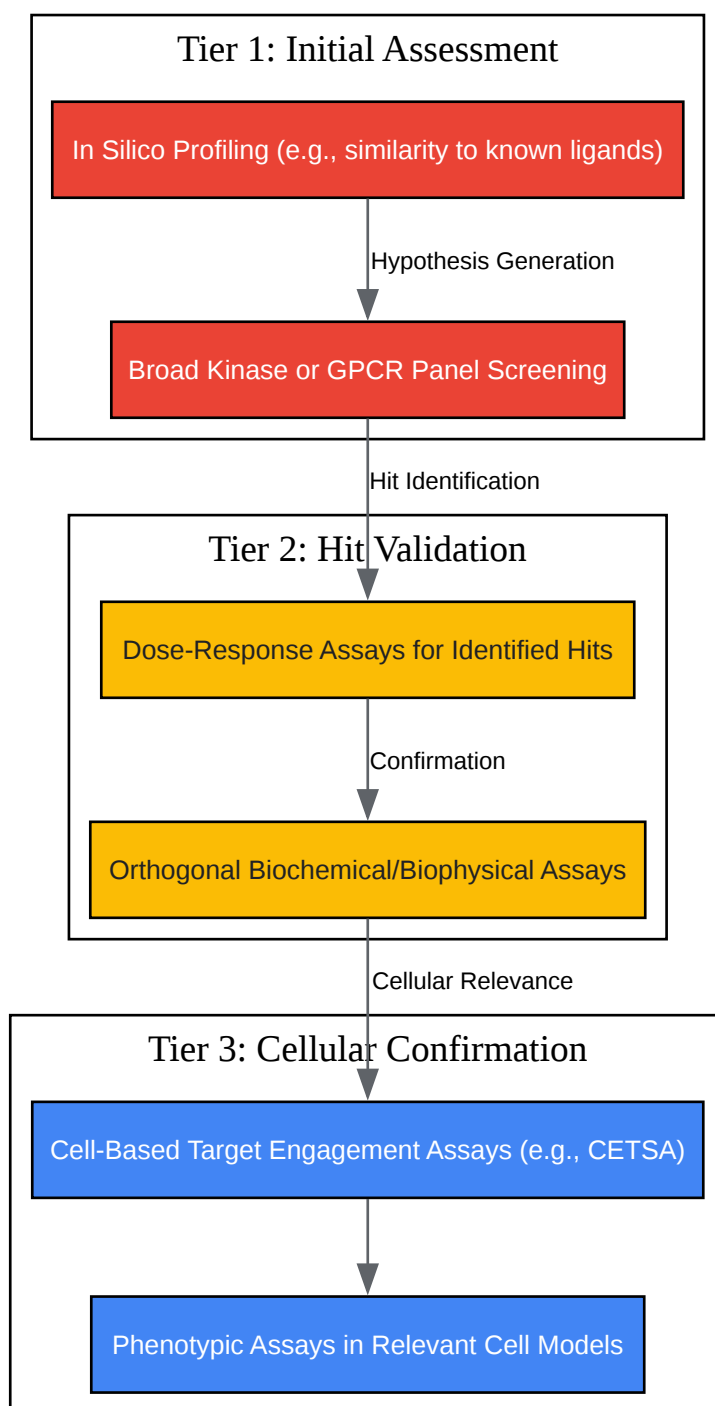 Tier 1: Initial Assessment
In Silico Profiling (e.g., similarity to known ligands)
Hypothesis Generation
Broad Kinase or GPCR Panel Screening
Hit Identification
Tier 2: Hit Validation
Dose-Response Assays for Identified Hits
Confirmation
Orthogonal Biochemical/Biophysical Assays
Cellular Relevance
Tier 3: Cellular Confirmation
Cell-Based Target Engagement Assays (e.g., CETSA)
Phenotypic Assays in Relevant Cell Models